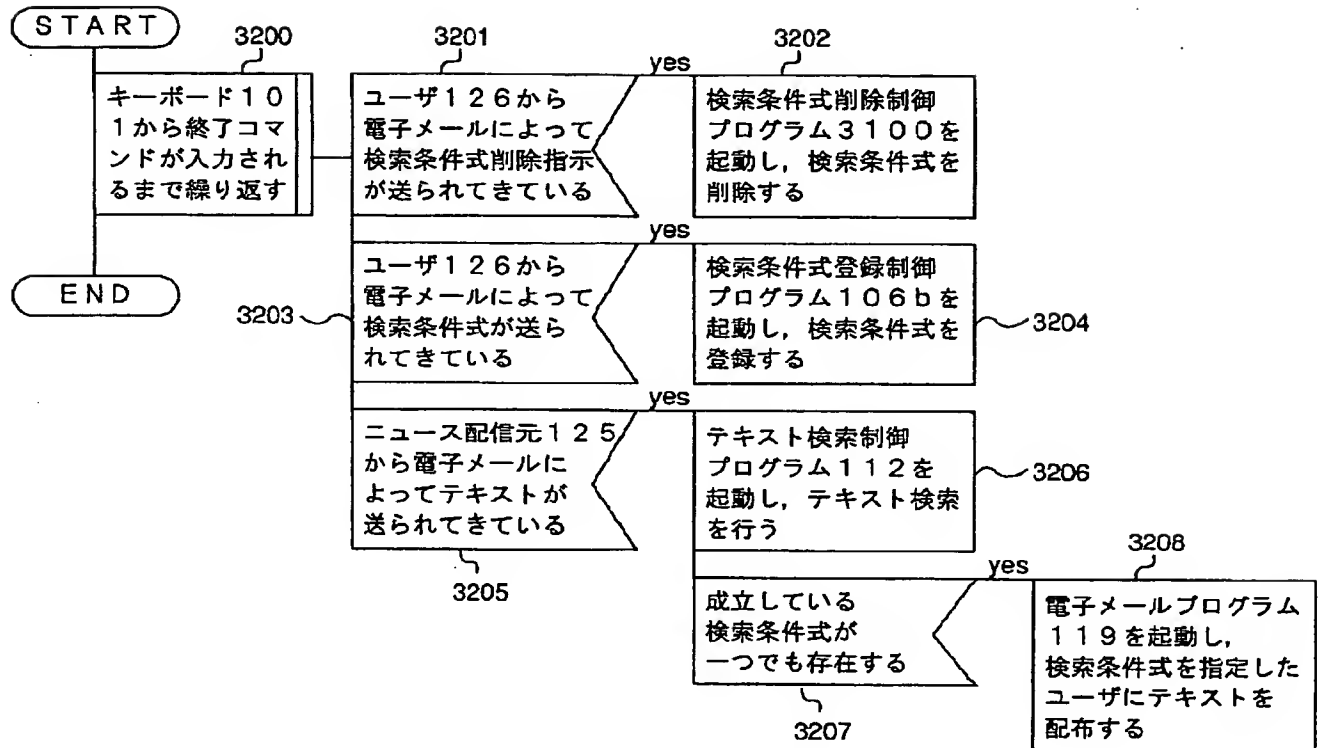 START
3200
キーボード10
1から終了コマ
ンドが入力され
るまで繰り返す
END
3201
ユーザ126から
電子メールによって
検索条件式削除指示
が送られてきている
yes
3202
検索条件式削除制御
プログラム3100を
起動し,検索条件式を
削除する
3203
ユーザ126から
電子メールによって
検索条件式が送ら
れてきている
yes
検索条件式登録制御
プログラム106bを
起動し,検索条件式を
登録する
3204
ニュース配信元125
から電子メールに
よってテキストが
送られてきている
3205
yes
テキスト検索制御
プログラム112を
起動し,テキスト検索
を行う
3206
成立している
検索条件式が
一つでも存在する
3207
yes
3208
電子メールプログラム
119を起動し,
検索条件式を指定した
ユーザにテキストを
配布する